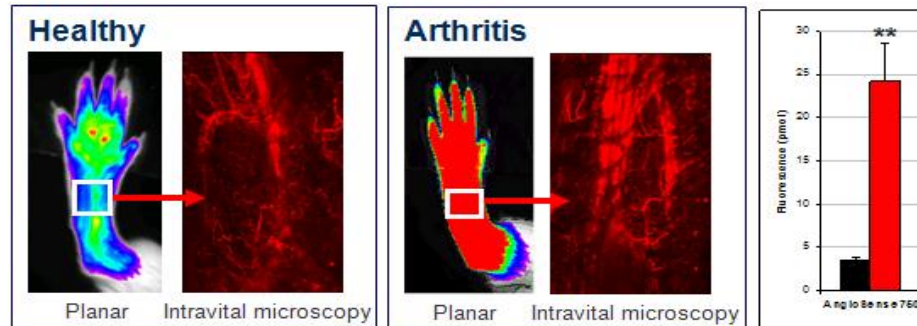 Healthy
Planar
Intravital microscopy
Arthritis
Planar
Intravital microscopy
**
Fluorescence (pmol)
30
25
20
15
10
5
0
AngioSense750